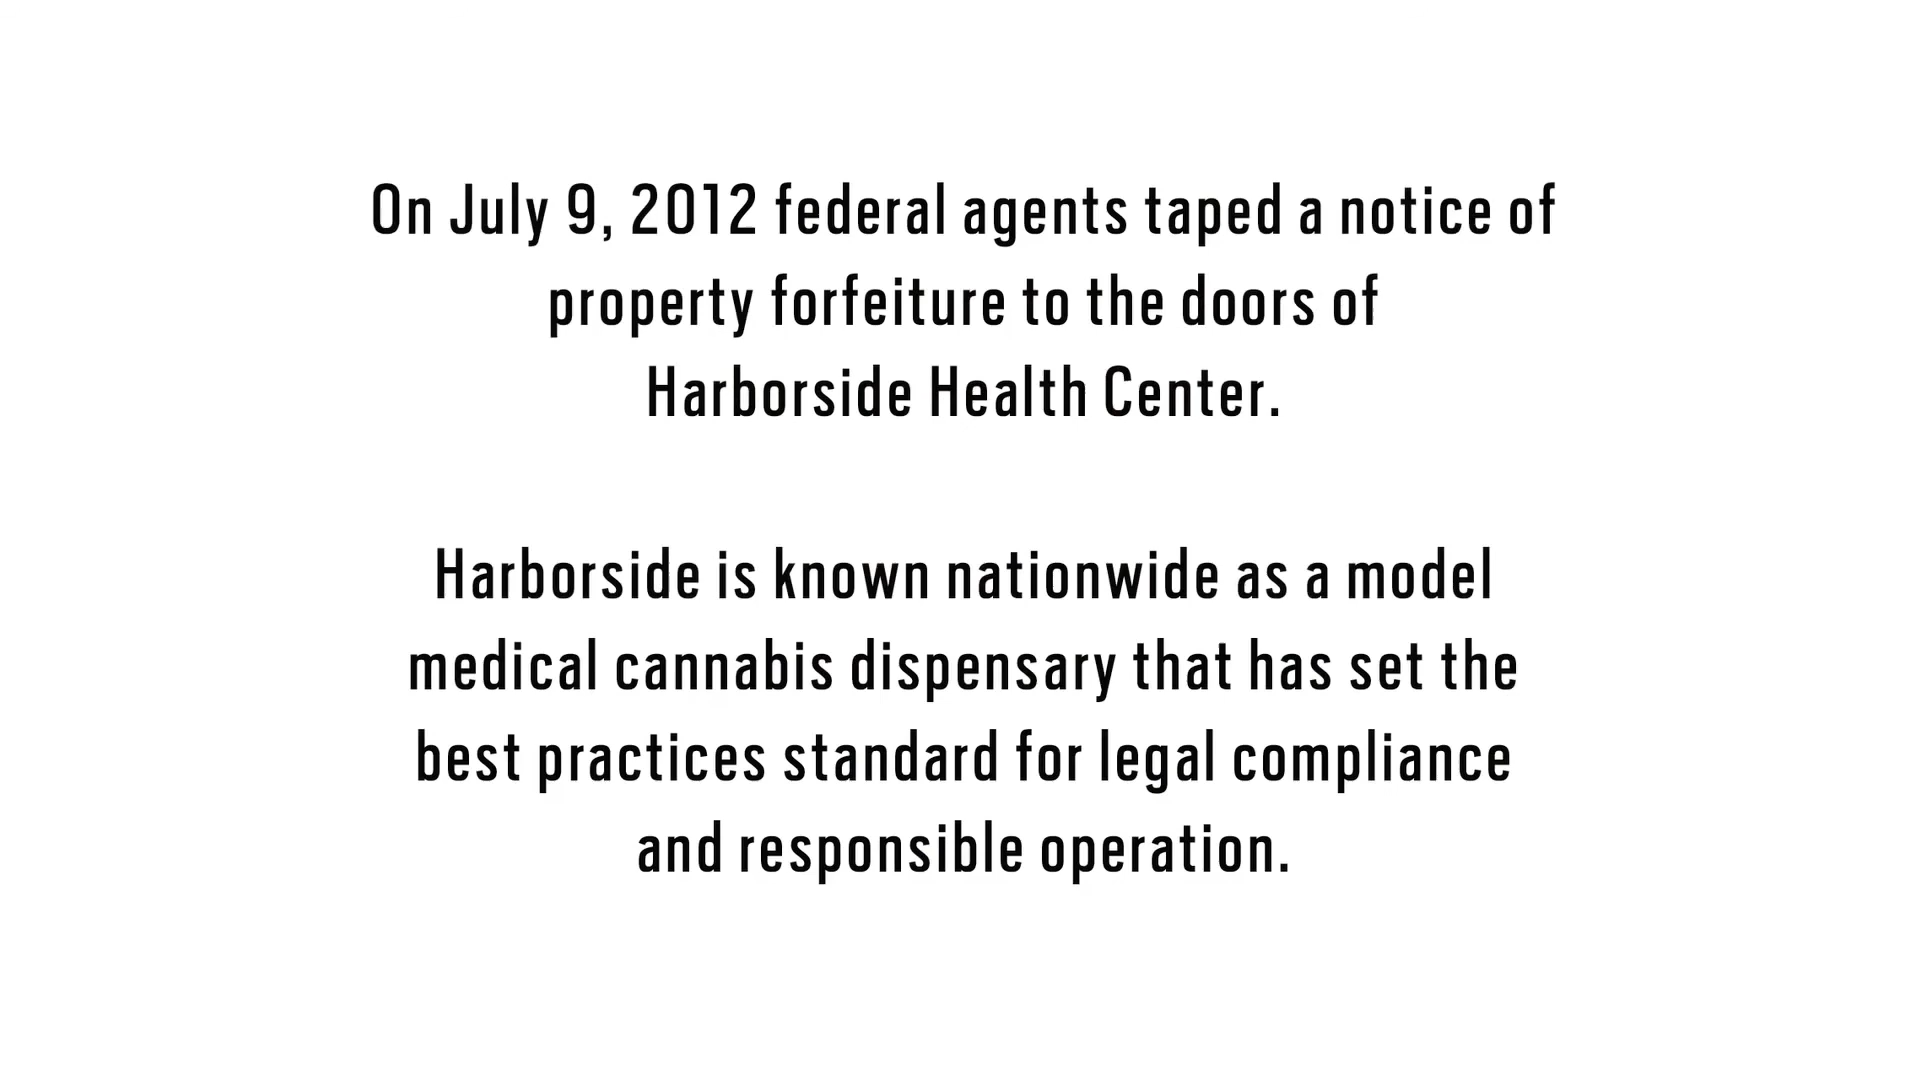 On July 9, 2012 federal agents taped a notice of
property forfeiture to the doors of
Harborside Health Center.
Harborside is known nationwide as a model
medical cannabis dispensary that has set the
best practices standard for legal compliance
and responsible operation.